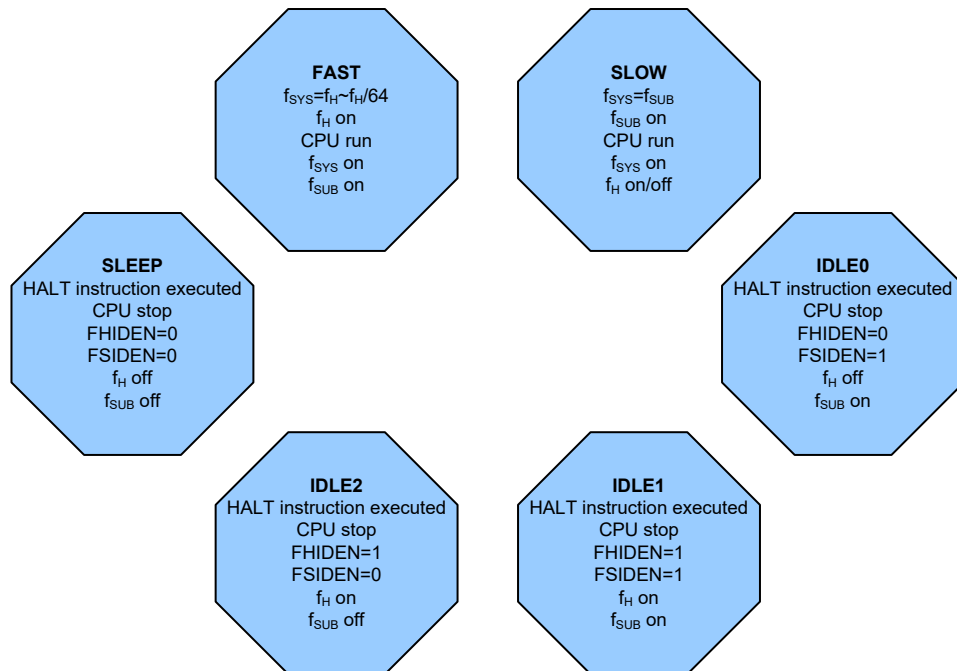 FAST
fSYS=fH~fH/64
fH on
CPU run
fSYS on
fSUB on
SLOW
fSYS=fSUB
fSUB on
CPU run
fSYS on
fH on/off
SLEEP
HALT instruction executed
CPU stop
FHIDEN=0
FSIDEN=0
fH off
fSUB off
IDLE0
HALT instruction executed
CPU stop
FHIDEN=0
FSIDEN=1
fH off
fSUB on
IDLE2
HALT instruction executed
CPU stop
FHIDEN=1
FSIDEN=0
fH on
fSUB off
IDLE1
HALT instruction executed
CPU stop
FHIDEN=1
FSIDEN=1
fH on
fSUB on